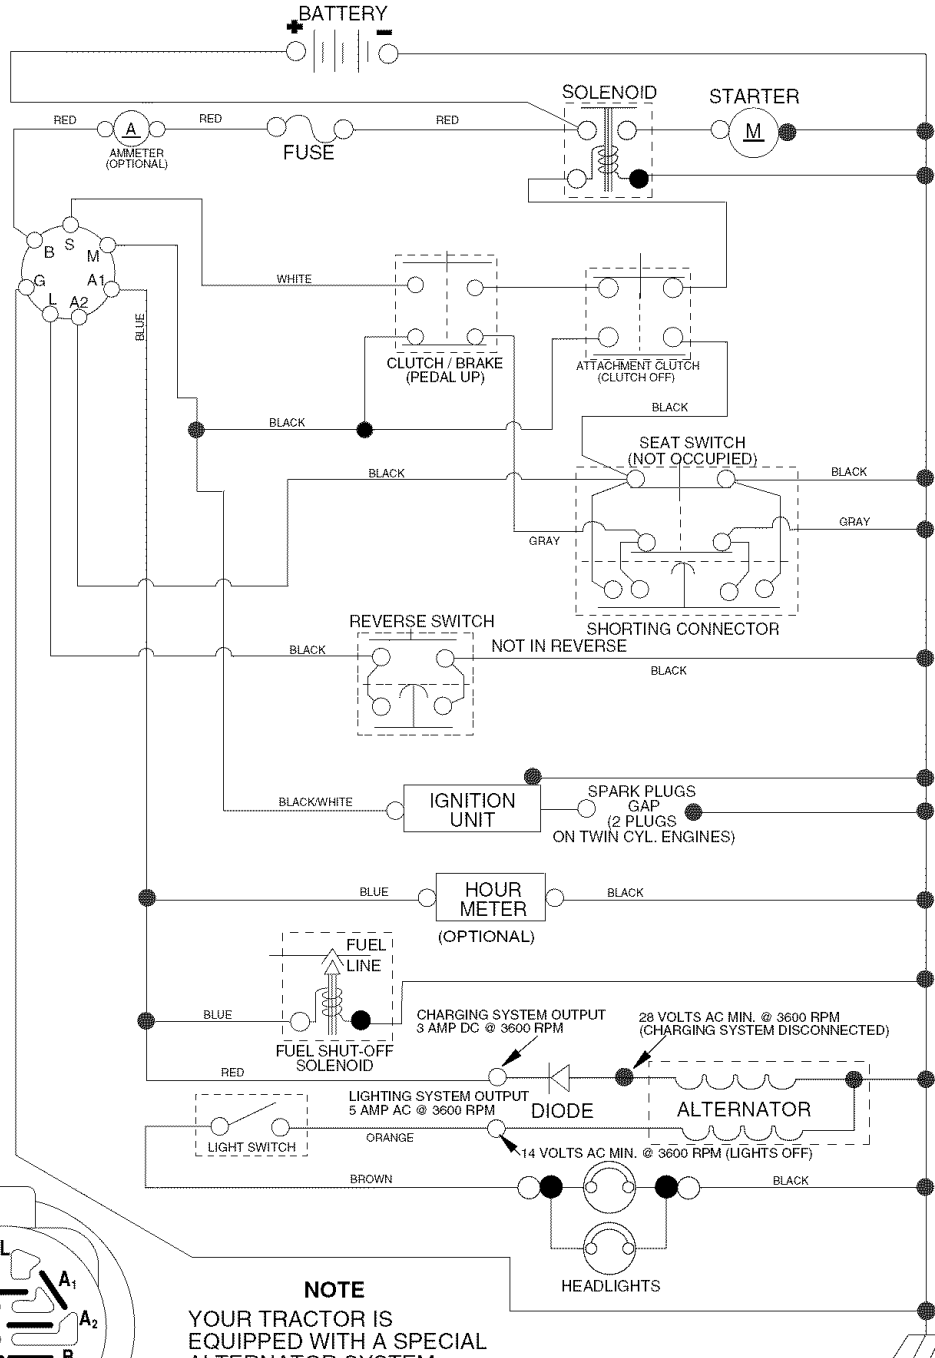 BATTERY
+ -
SOLENOID
STARTER
RED
A
RED
RED
M
AMMETER
(OPTIONAL)
FUSE
B
S
M
G
A1
L
A2
WHITE
BLUE
CLUTCH / BRAKE
(PEDAL UP)
ATTACHMENT CLUTCH
(CLUTCH OFF)
BLACK
BLACK
SEAT SWITCH
(NOT OCCUPIED)
BLACK
BLACK
GRAY
GRAY
REVERSE SWITCH
SHORTING CONNECTOR
BLACK
NOT IN REVERSE
BLACK
BLACK/WHITE
IGNITION
UNIT
SPARK PLUGS
GAP
(2 PLUGS
ON TWIN CYL. ENGINES)
BLUE
HOUR
METER
BLACK
(OPTIONAL)
FUEL
LINE
BLUE
FUEL SHUT-OFF
SOLENOID
CHARGING SYSTEM OUTPUT
3 AMP DC @ 3600 RPM
28 VOLTS AC MIN. @ 3600 RPM
(CHARGING SYSTEM DISCONNECTED)
RED
LIGHTING SYSTEM OUTPUT
5 AMP AC @ 3600 RPM
DIODE
ALTERNATOR
LIGHT SWITCH
ORANGE
14 VOLTS AC MIN. @ 3600 RPM (LIGHTS OFF)
BROWN
BLACK
HEADLIGHTS
L
A1
A2
B
NOTE
YOUR TRACTOR IS
EQUIPPED WITH A SPECIAL
ALTERNATOR SYSTEM